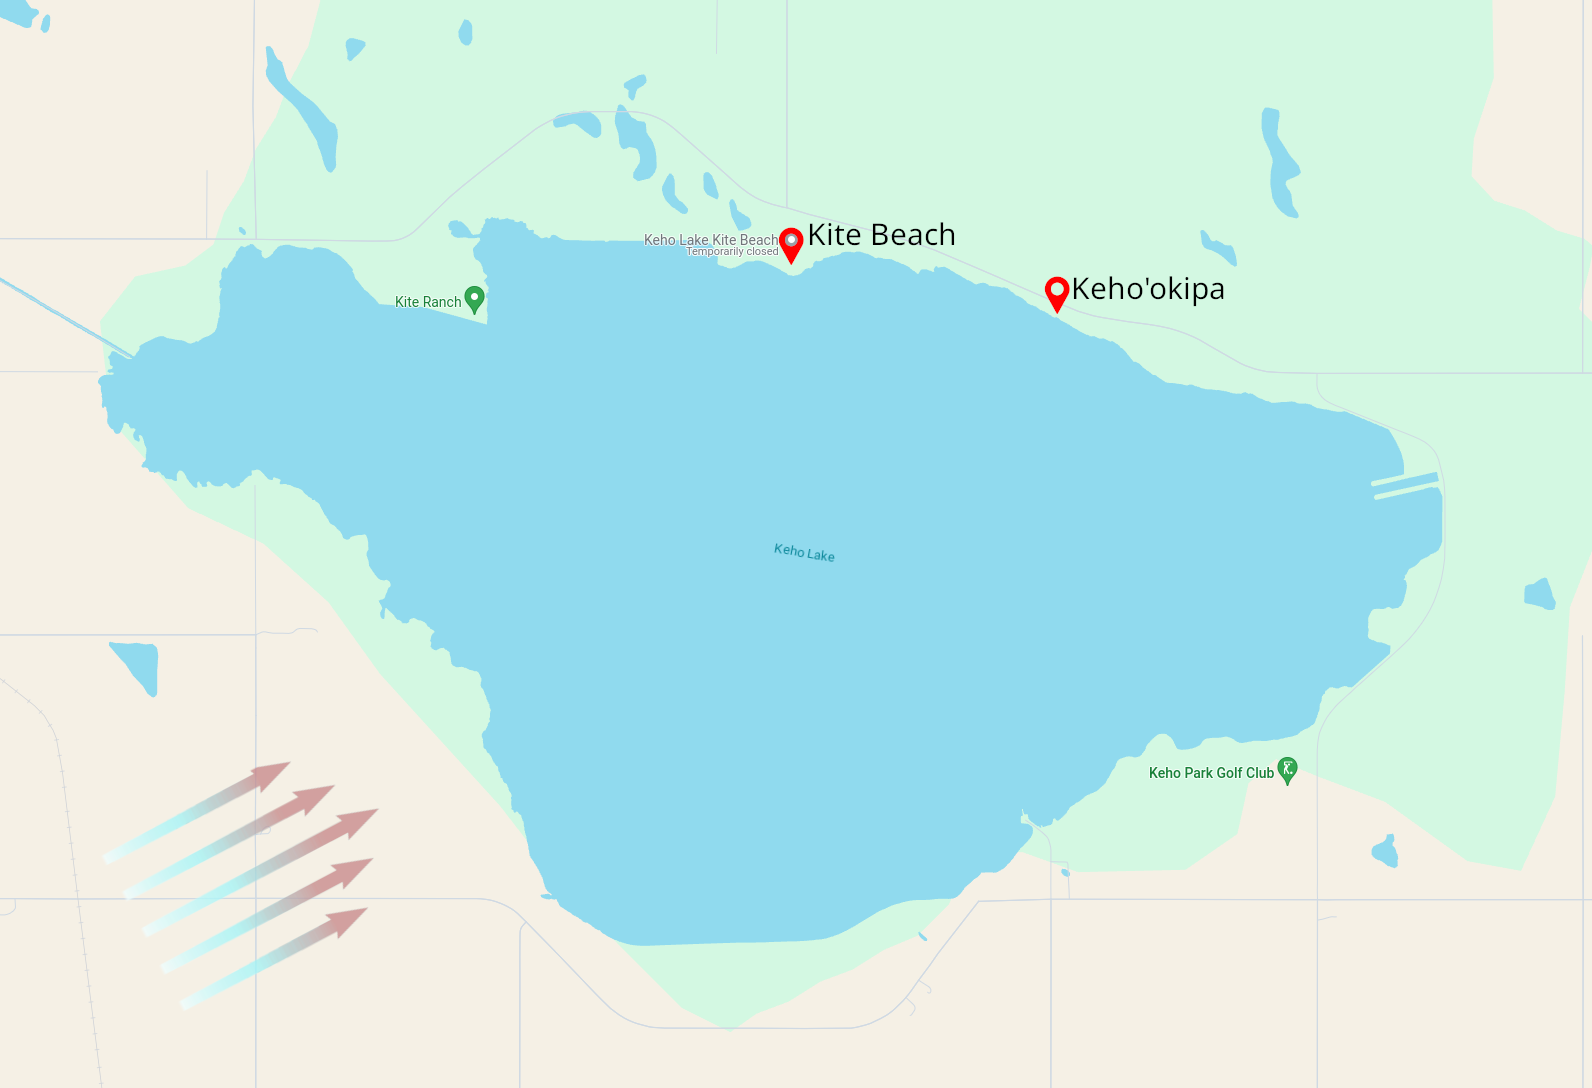 Kite Beach
Keho Lake Kite Beach
Temporarily closed
Keho'okipa
Kite Ranch
Keho Lake
Keho Park Golf Club